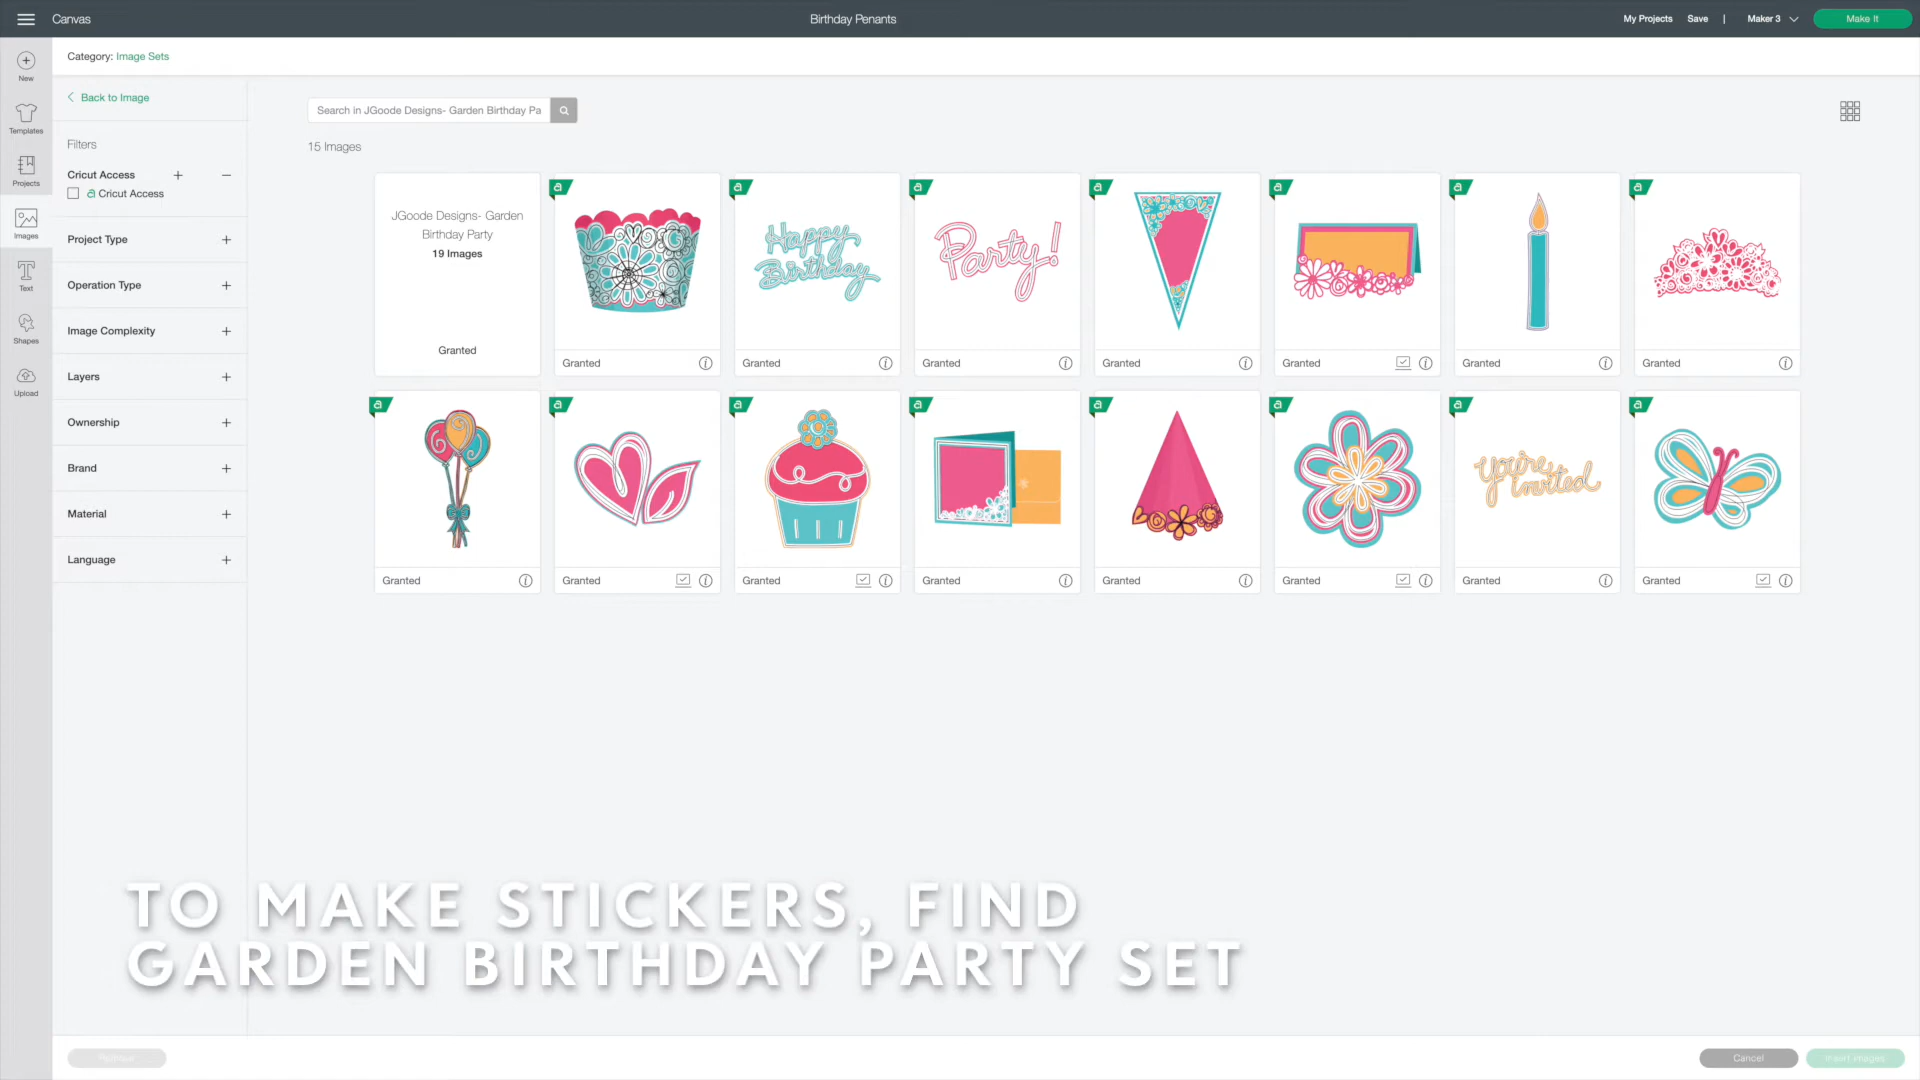 Canvas
Birthday Penants
My Projects
Save
|
Maker 3
Make It
New
Templates
Projects
Images
Text
Shapes
Upload
Category: Image Sets
Back to Image
Filters
Cricut Access
a Cricut Access
Project Type
Operation Type
Image Complexity
Layers
Ownership
Brand
Material
Language
Search in JGoode Designs- Garden Birthday Pa
15 Images
JGoode Designs- Garden
Birthday Party
19 Images
Granted
a
Granted
a
Happy
Birthday
Granted
a
Party!
Granted
a
Granted
a
Granted
a
Granted
a
Granted
a
Granted
a
Granted
a
Granted
a
Granted
a
Granted
a
Granted
a
You're
invited
Granted
a
Granted
TO MAKE STICKERS, FIND
GARDEN BIRTHDAY PARTY SET
Cancel
Insert Images